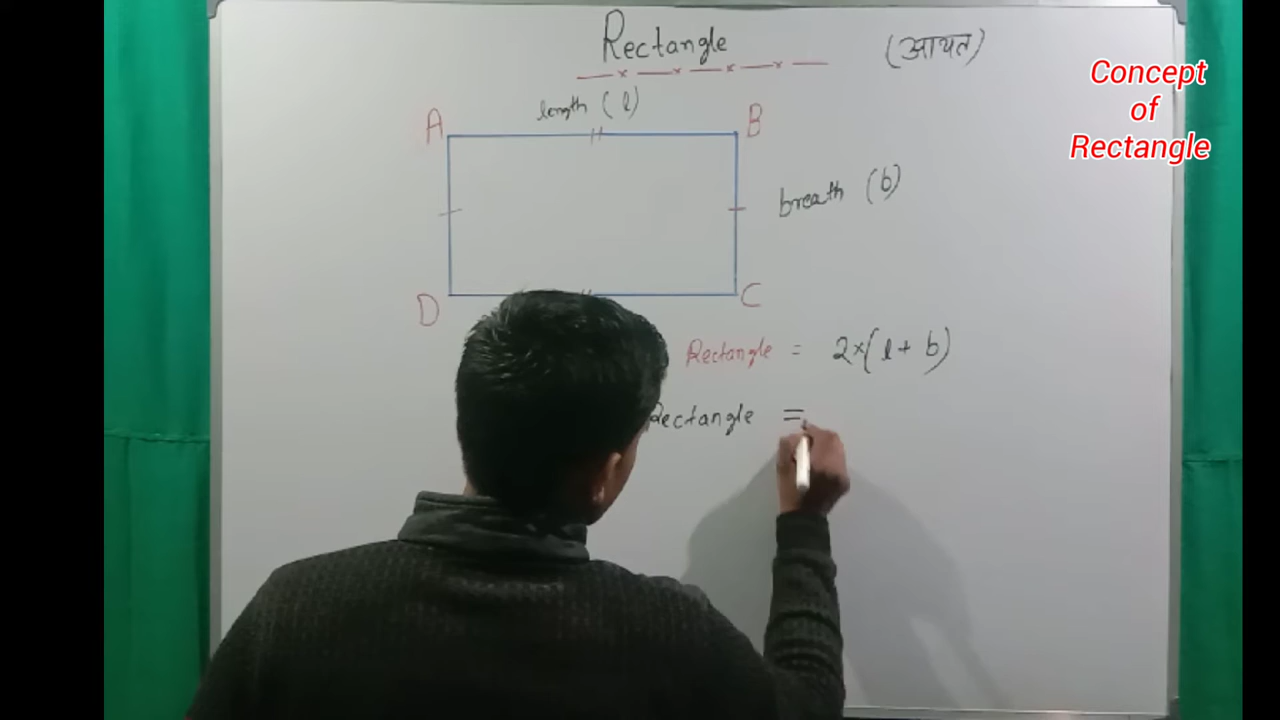 Rectangle (आयत)
Concept
of
Rectangle
length (l)
A B
breath (b)
D C
Rectangle = 2×(l + b)
Rectangle =